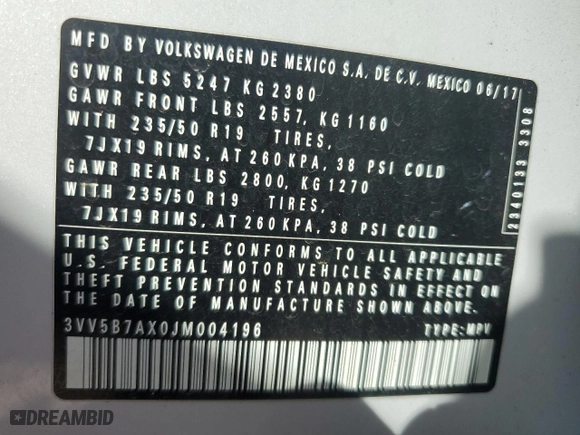 MFD BY VOLKSWAGEN DE MEXICO S.A. DE C.V. MEXICO 06/17
GVWR LBS 5247 KG 2380
GAWR FRONT LBS 2557, KG 1160
WITH 235/50 R19 TIRES,
7JX19 RIMS, AT 260 KPA, 38 PSI COLD
GAWR REAR LBS 2800, KG 1270
WITH 235/50 R19 TIRES,
7JX19 RIMS, AT 260 KPA, 38 PSI COLD
THIS VEHICLE CONFORMS TO ALL APPLICABLE
U.S. FEDERAL MOTOR VEHICLE SAFETY AND
THEFT PREVENTION STANDARDS IN EFFECT ON
THE DATE OF MANUFACTURE SHOWN ABOVE.
3VV5B7AX0JM004196 TYPE: MPV
2340133 3308
DREAMBID